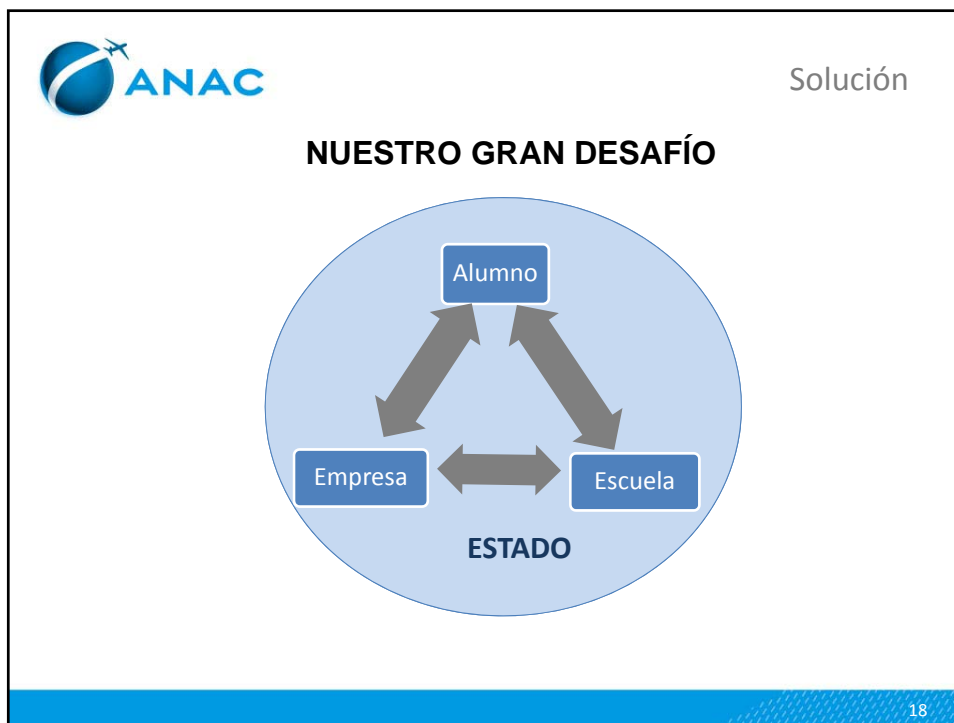 ANAC
Solución
NUESTRO GRAN DESAFÍO
Alumno
Empresa
Escuela
ESTADO
18